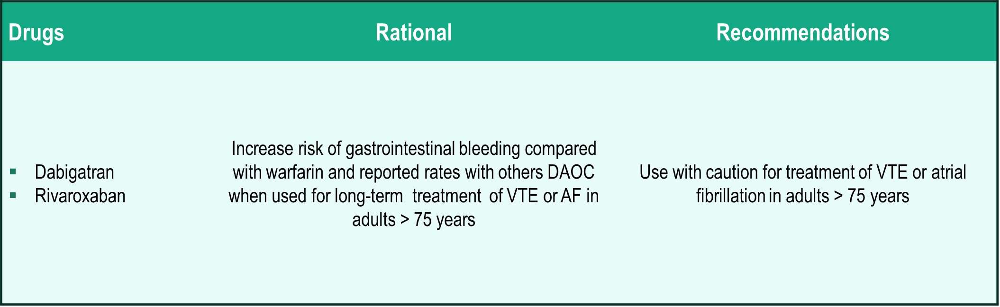 Drugs
Rational
Recommendations
▪ Dabigatran
▪ Rivaroxaban
Increase risk of gastrointestinal bleeding compared
with warfarin and reported rates with others DAOC
when used for long-term treatment of VTE or AF in
adults > 75 years
Use with caution for treatment of VTE or atrial
fibrillation in adults > 75 years